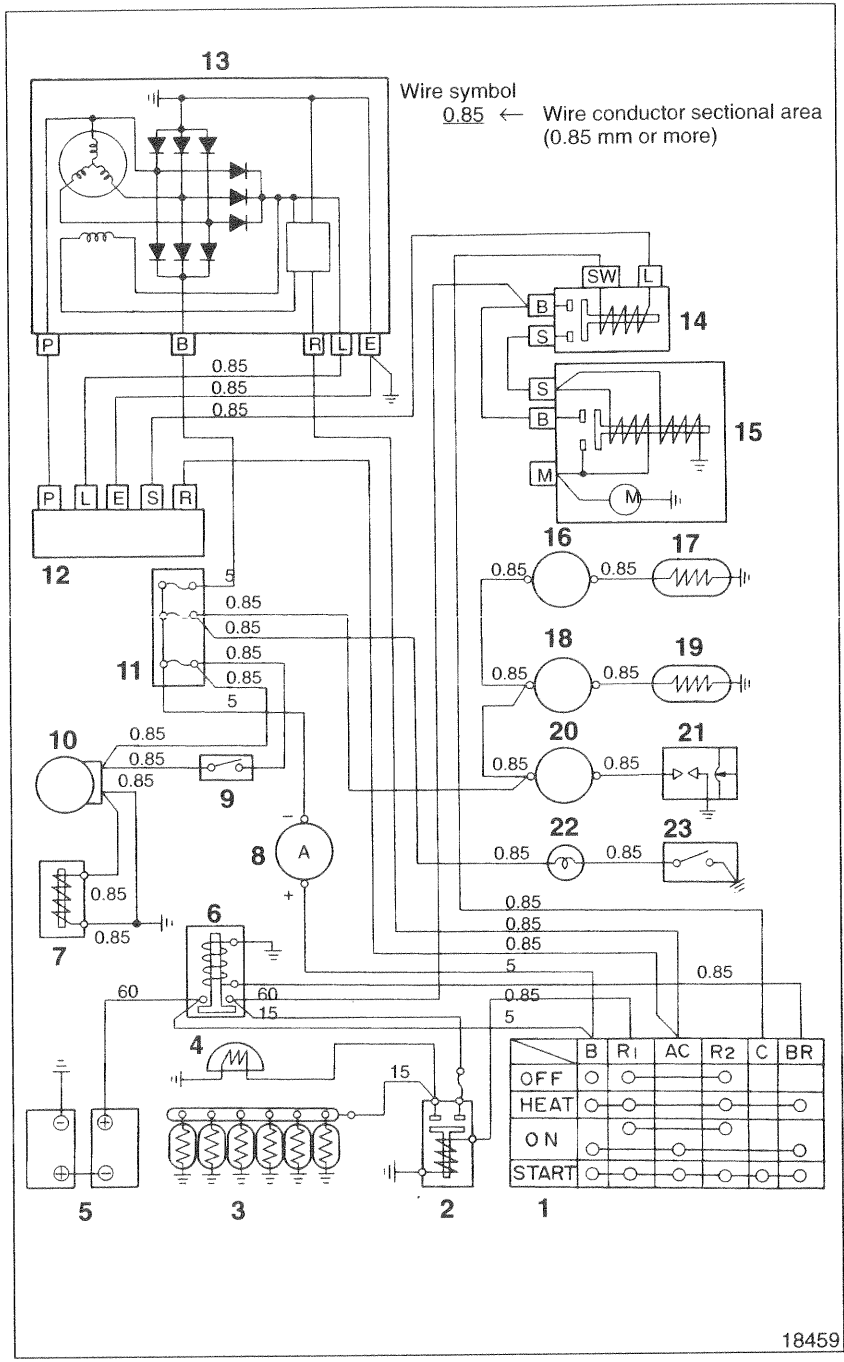 13
Wire symbol
0.85 ← Wire conductor sectional area
(0.85 mm or more)
SW L
B
S
14
P B R L E
0.85
0.85
0.85
S
B
15
M
M
P L E S R
12
16 17
5
0.85 0.85
0.85
0.85
11
0.85
0.85
5
18 19
0.85 0.85
10
0.85
0.85
0.85
9
20 21
0.85 0.85
−
8 A
+
22 23
0.85 0.85
7
0.85
0.85
6
0.85
0.85
0.85
5
0.85
60 60
15
0.85
5
4
15
B R1 AC R2 C BR
OFF
HEAT
ON
START
− +
+ −
5 3 2 1
18459